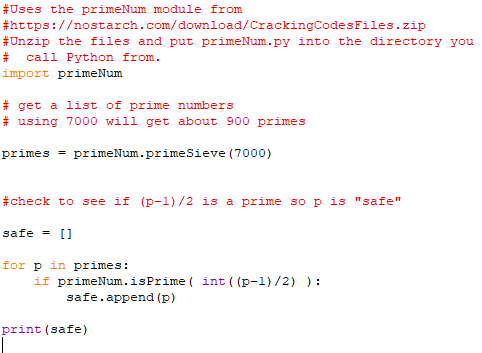 #Uses the primeNum module from
#https://nostarch.com/download/CrackingCodesFiles.zip
#Unzip the files and put primeNum.py into the directory you
#  call Python from.
import primeNum
# get a list of prime numbers
# using 7000 will get about 900 primes
primes = primeNum.primeSieve(7000)
#check to see if (p-1)/2 is a prime so p is "safe"
safe = []
for p in primes:
    if primeNum.isPrime( int((p-1)/2) ):
        safe.append(p)
print(safe)